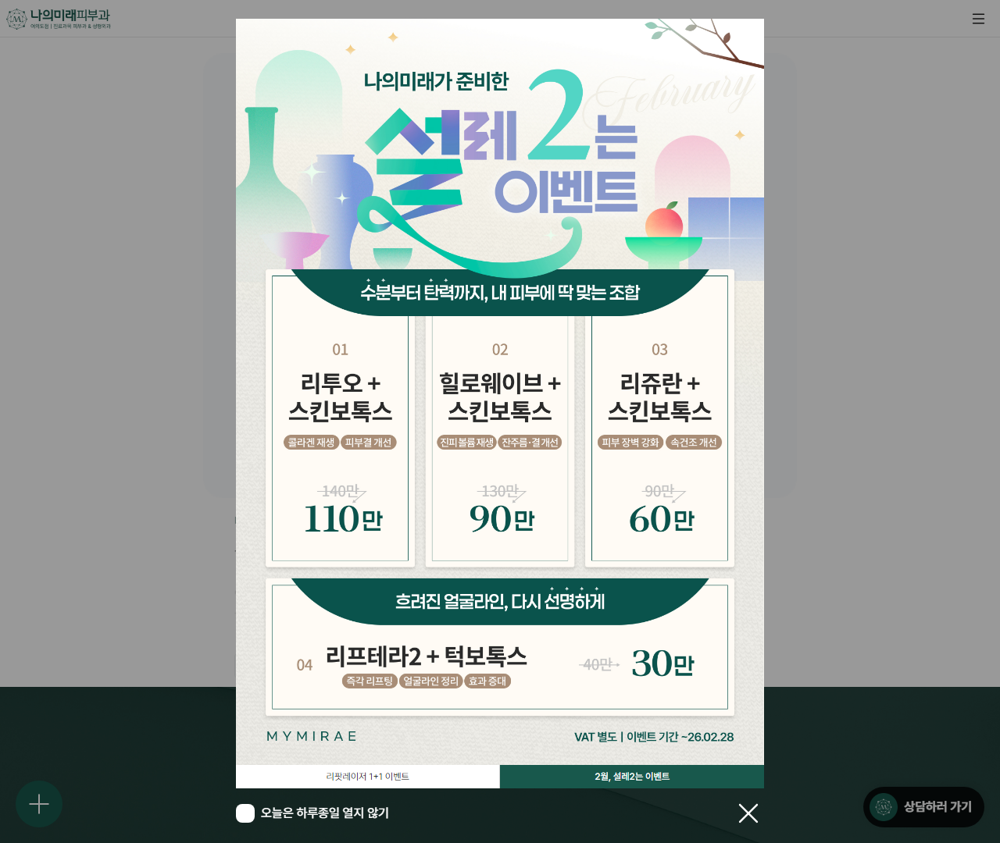 나의미래피부과
여의도점 | 진료과목 피부과 & 성형외과
February
나의미래가 준비한
설레2는
이벤트
수분부터 탄력까지, 내 피부에 딱 맞는 조합
01
리투오 +
스킨보톡스
콜라겐 재생 피부결 개선
140만
110만
02
힐로웨이브 +
스킨보톡스
진피볼륨재생 잔주름·결개선
130만
90만
03
리쥬란 +
스킨보톡스
피부 장벽 강화 속건조 개선
90만
60만
흐려진 얼굴라인, 다시 선명하게
04
리프테라2 + 턱보톡스
즉각 리프팅 얼굴라인 정리 효과 증대
40만
30만
MYMIRAE
VAT 별도 | 이벤트 기간 ~26.02.28
리팟레이저 1+1 이벤트
2월, 설레2는 이벤트
오늘은 하루종일 열지 않기
상담하러 가기